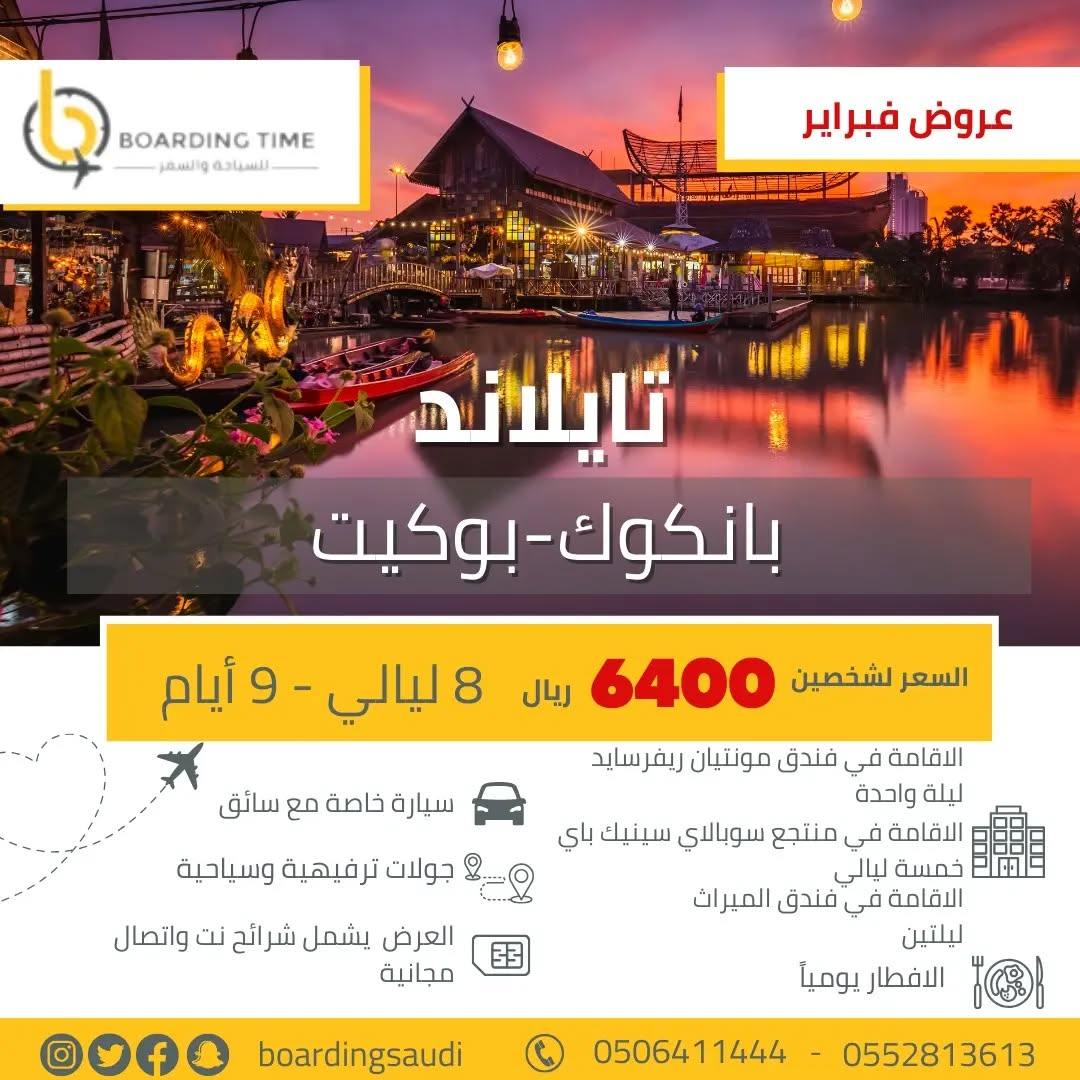 BOARDING TIME
للسياحة والسفر
عروض فبراير
تايلاند
بانكوك-بوكيت
السعر لشخصين 6400 ريال 8 ليالي - 9 أيام
الاقامة في فندق مونتيان ريفرسايد
ليلة واحدة
الاقامة في منتجع سوبالاي سينيك باي
خمسة ليالي
الاقامة في فندق الميراث
ليلتين
الافطار يومياً
سيارة خاصة مع سائق
جولات ترفيهية وسياحية
العرض يشمل شرائح نت واتصال
مجانية
boardingsaudi 0506411444 - 0552813613